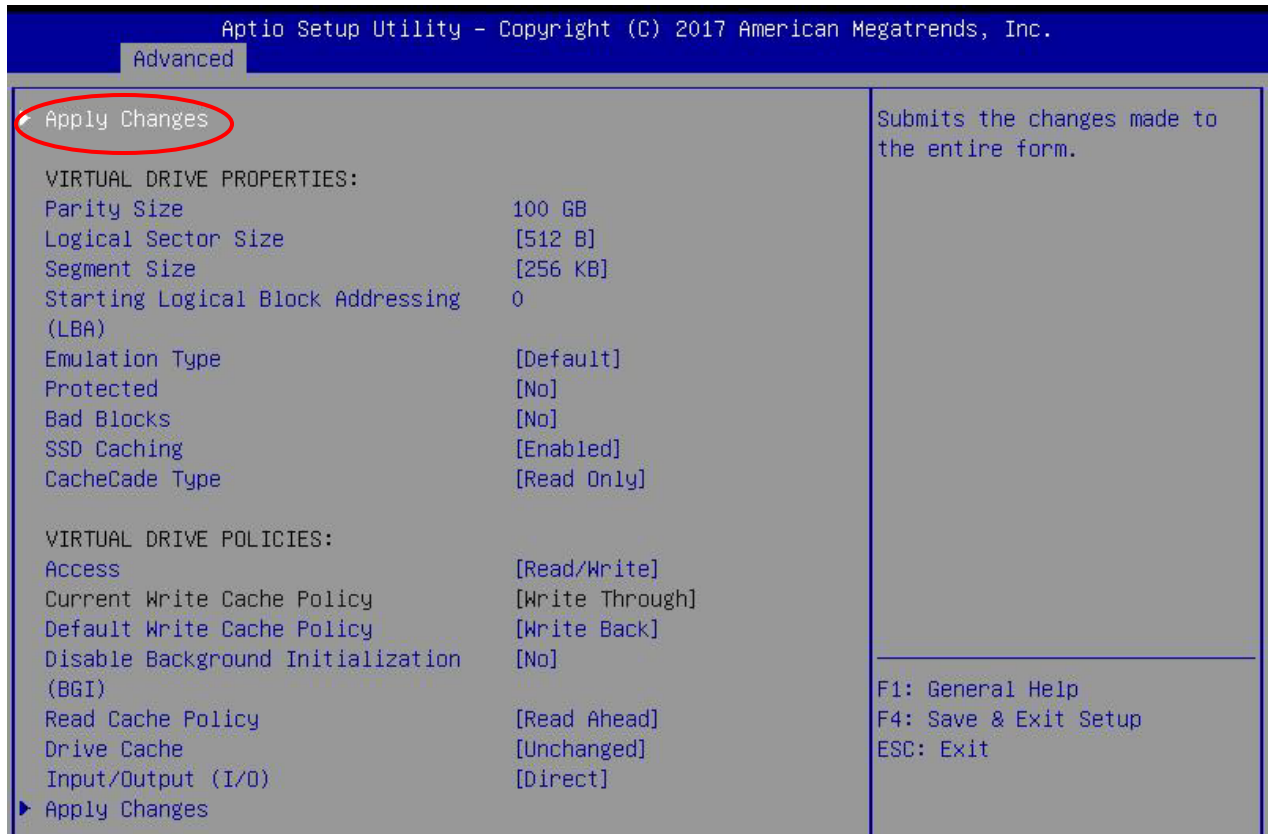 Aptio Setup Utility – Copyright (C) 2017 American Megatrends, Inc.
Advanced
Apply Changes
VIRTUAL DRIVE PROPERTIES:
Parity Size 100 GB
Logical Sector Size [512 B]
Segment Size [256 KB]
Starting Logical Block Addressing 0
(LBA)
Emulation Type [Default]
Protected [No]
Bad Blocks [No]
SSD Caching [Enabled]
CacheCade Type [Read Only]
VIRTUAL DRIVE POLICIES:
Access [Read/Write]
Current Write Cache Policy [Write Through]
Default Write Cache Policy [Write Back]
Disable Background Initialization [No]
(BGI)
Read Cache Policy [Read Ahead]
Drive Cache [Unchanged]
Input/Output (I/O) [Direct]
Apply Changes
Submits the changes made to
the entire form.
F1: General Help
F4: Save & Exit Setup
ESC: Exit